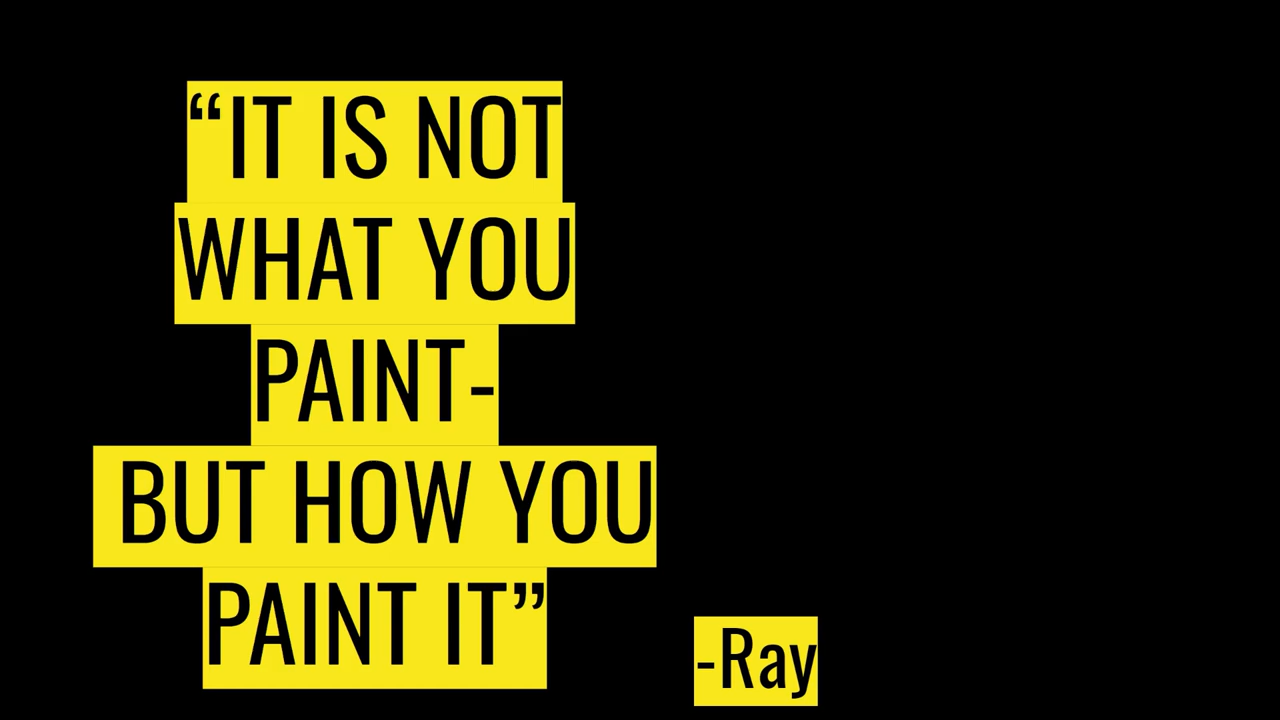 “IT IS NOT
WHAT YOU
PAINT-
BUT HOW YOU
PAINT IT”
-Ray